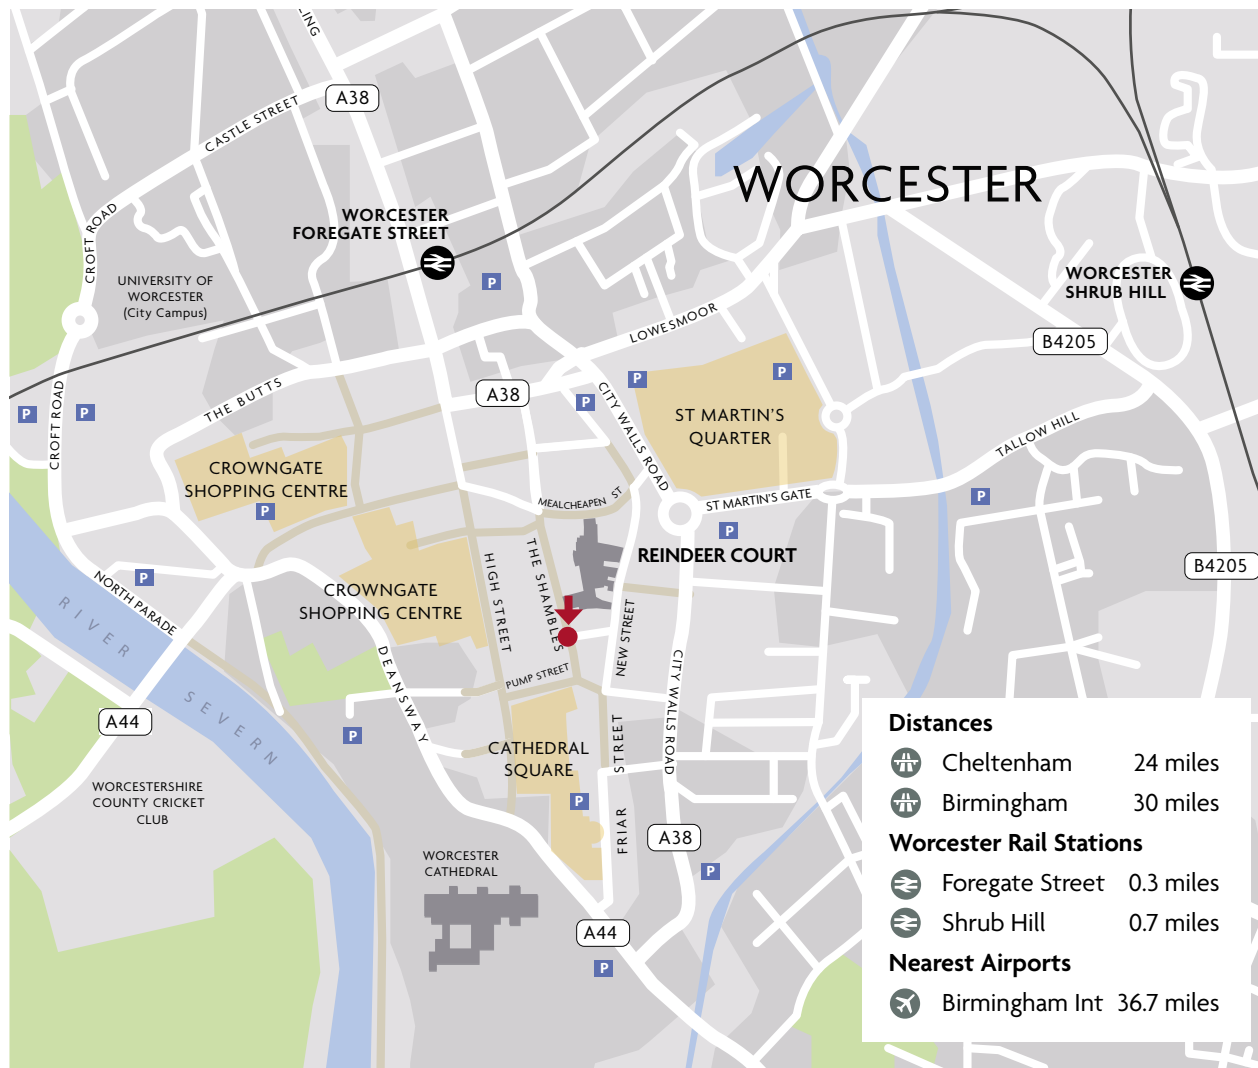 LING
A38
CASTLE STREET
WORCESTER
WORCESTER
FOREGATE STREET
CROFT ROAD
UNIVERSITY OF
WORCESTER
(City Campus)
P
WORCESTER
SHRUB HILL
LOWESMOOR
B4205
P
P
A38
P
CITY WALLS ROAD
THE BUTTS
CROFT ROAD
P
P
ST MARTIN'S
QUARTER
TALLOW HILL
CROWNGATE
SHOPPING CENTRE
P
MEALCHEAPEN ST
ST MARTIN'S GATE
P
P
REINDEER COURT
B4205
P
NORTH PARADE
HIGH STREET
THE SHAMBLES
CROWNGATE
SHOPPING CENTRE
NEW STREET
RIVER
SEVERN
DEANSWAY
PUMP STREET
CITY WALLS ROAD
A44
P
CATHEDRAL
SQUARE
P
FRIAR STREET
WORCESTERSHIRE
COUNTY CRICKET
CLUB
A38
WORCESTER
CATHEDRAL
P
A44
P
Distances
Cheltenham 24 miles
Birmingham 30 miles
Worcester Rail Stations
Foregate Street 0.3 miles
Shrub Hill 0.7 miles
Nearest Airports
Birmingham Int 36.7 miles